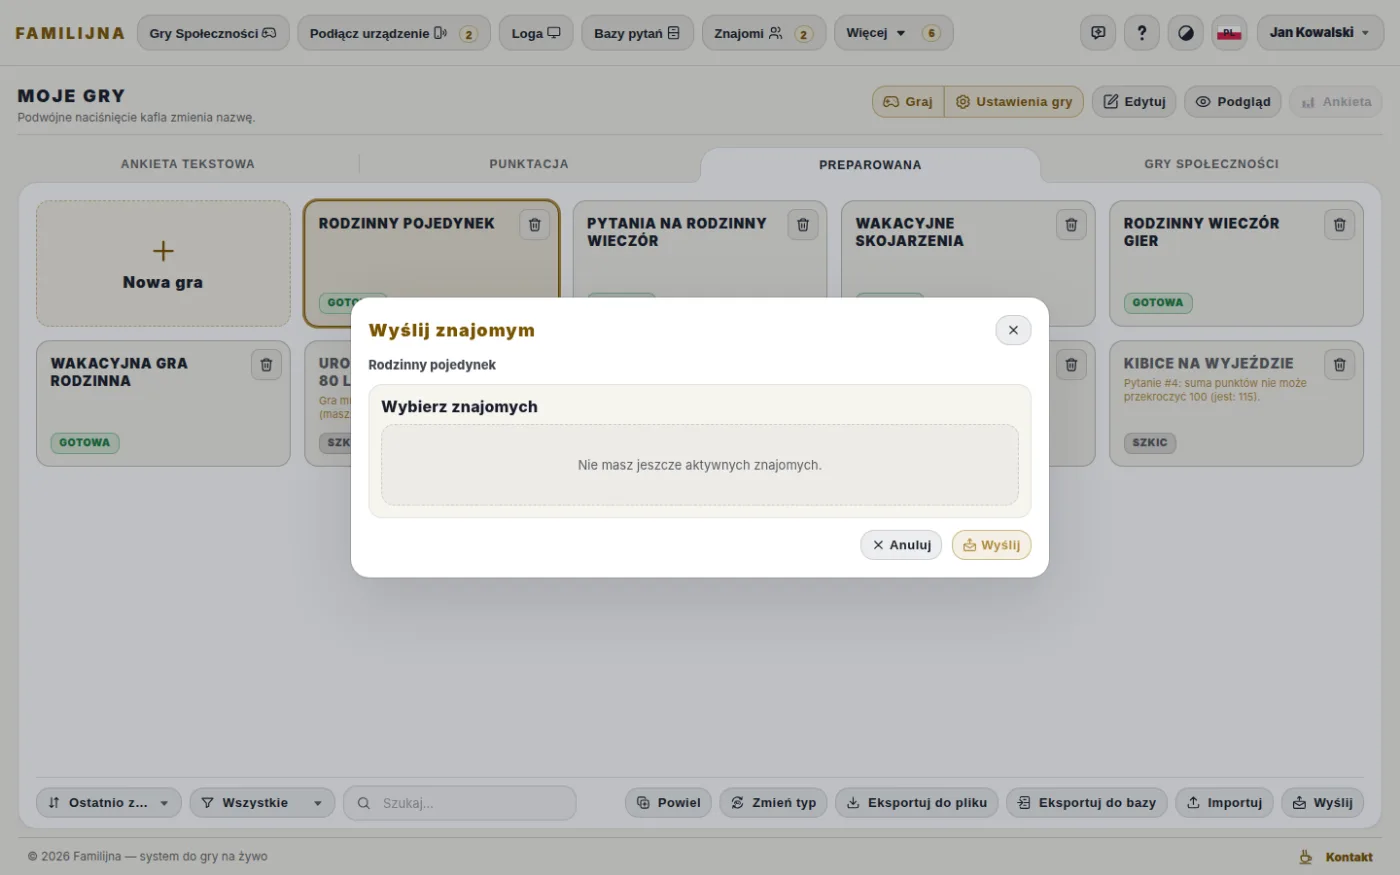 FAMILIJNA
Gry Społeczności
Podłącz urządzenie 2
Loga
Bazy pytań
Znajomi 2
Więcej 6
?
PL
Jan Kowalski
MOJE GRY
Podwójne naciśnięcie kafla zmienia nazwę.
Graj
Ustawienia gry
Edytuj
Podgląd
Ankieta
ANKIETA TEKSTOWA
PUNKTACJA
PREPAROWANA
GRY SPOŁECZNOŚCI
Nowa gra
RODZINNY POJEDYNEK
PYTANIA NA RODZINNY
WIECZÓR
WAKACYJNE
SKOJARZENIA
RODZINNY WIECZÓR
GIER
GOTOWA
WAKACYJNA GRA
RODZINNA
GOTOWA
80 L
Gra
(masz
KIBICE NA WYJEŹDZIE
Pytanie #4: suma punktów nie może
przekroczyć 100 (jest: 115).
SZKIC
Wyślij znajomym
Rodzinny pojedynek
Wybierz znajomych
Nie masz jeszcze aktywnych znajomych.
Anuluj
Wyślij
Ostatnio z...
Wszystkie
Szukaj...
Powiel
Zmień typ
Eksportuj do pliku
Eksportuj do bazy
Importuj
Wyślij
© 2026 Familijna — system do gry na żywo
Kontakt